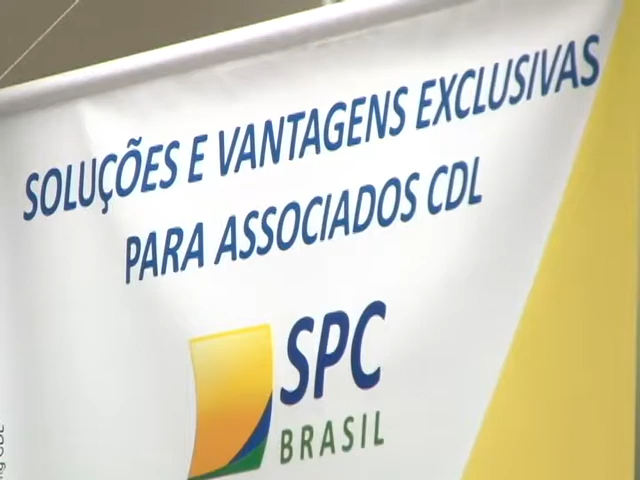 SOLUÇÕES E VANTAGENS EXCLUSIVAS
PARA ASSOCIADOS CDL
SPC
BRASIL